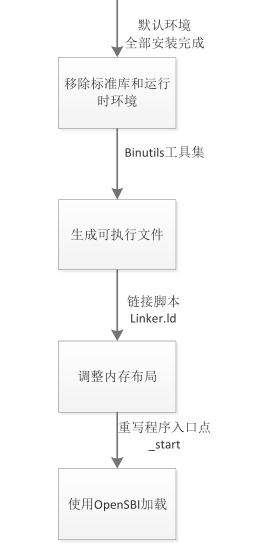 默认环境
全部安装完成
移除标准库和运行
时环境
Binutils工具集
生成可执行文件
链接脚本
Linker.ld
调整内存布局
重写程序入口点
_start
使用OpenSBI加载